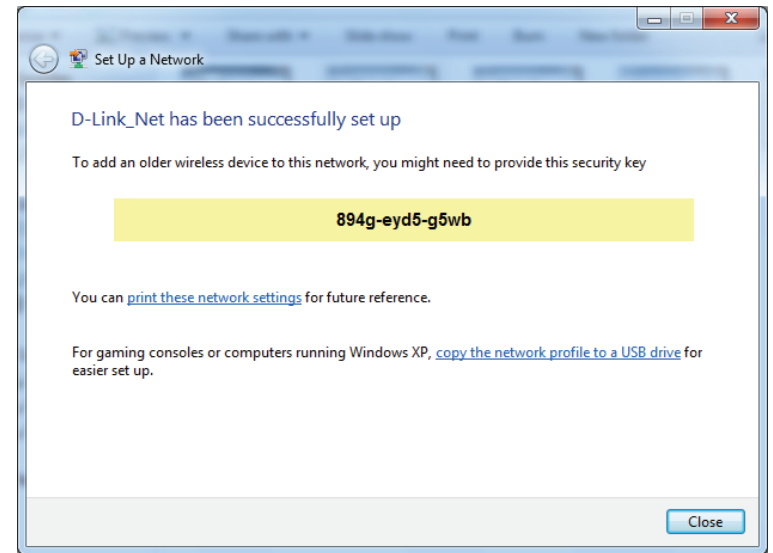 Set Up a Network
D-Link_Net has been successfully set up
To add an older wireless device to this network, you might need to provide this security key
894g-eyd5-g5wb
You can print these network settings for future reference.
For gaming consoles or computers running Windows XP, copy the network profile to a USB drive for
easier set up.
Close